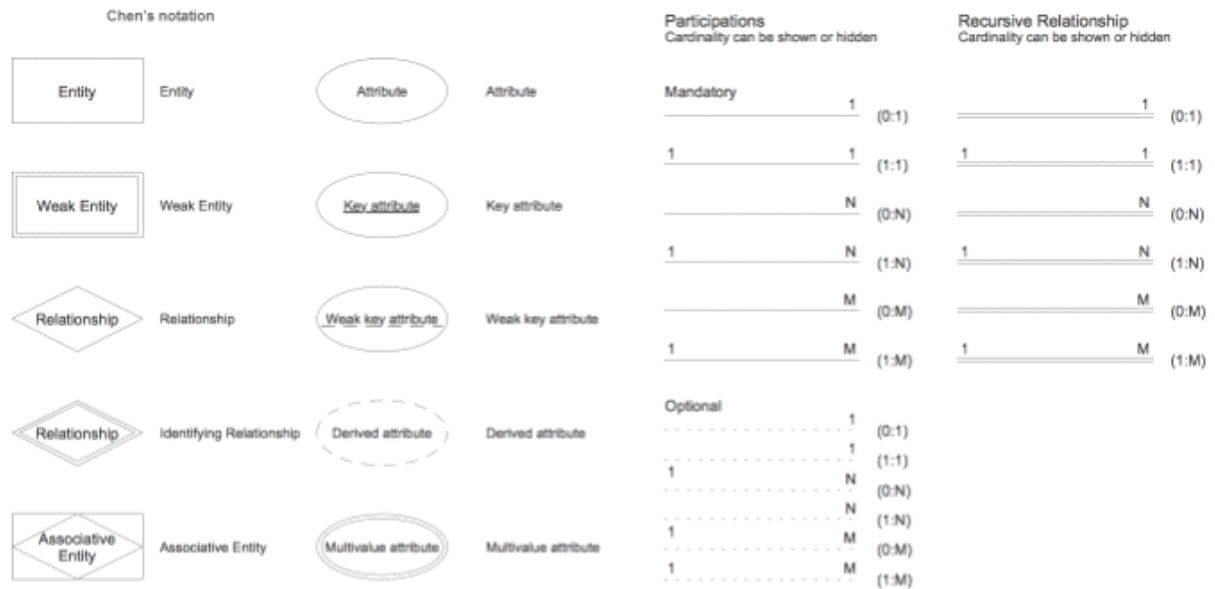 Chen's notation
Entity
Entity
Attribute
Attribute
Weak Entity
Weak Entity
Key attribute
Key attribute
Relationship
Relationship
Weak key attribute
Weak key attribute
Relationship
Identifying Relationship
Derived attribute
Derived attribute
Associative
Entity
Associative Entity
Multivalue attribute
Multivalue attribute
Participations
Cardinality can be shown or hidden
Mandatory
1 (0:1)
1 1 (1:1)
N (0:N)
1 N (1:N)
M (0:M)
1 M (1:M)
Optional
1 (0:1)
1 (1:1)
1
N (0:N)
N (1:N)
1
M (0:M)
1 M (1:M)
Recursive Relationship
Cardinality can be shown or hidden
1 (0:1)
1 1 (1:1)
N (0:N)
1 N (1:N)
M (0:M)
1 M (1:M)